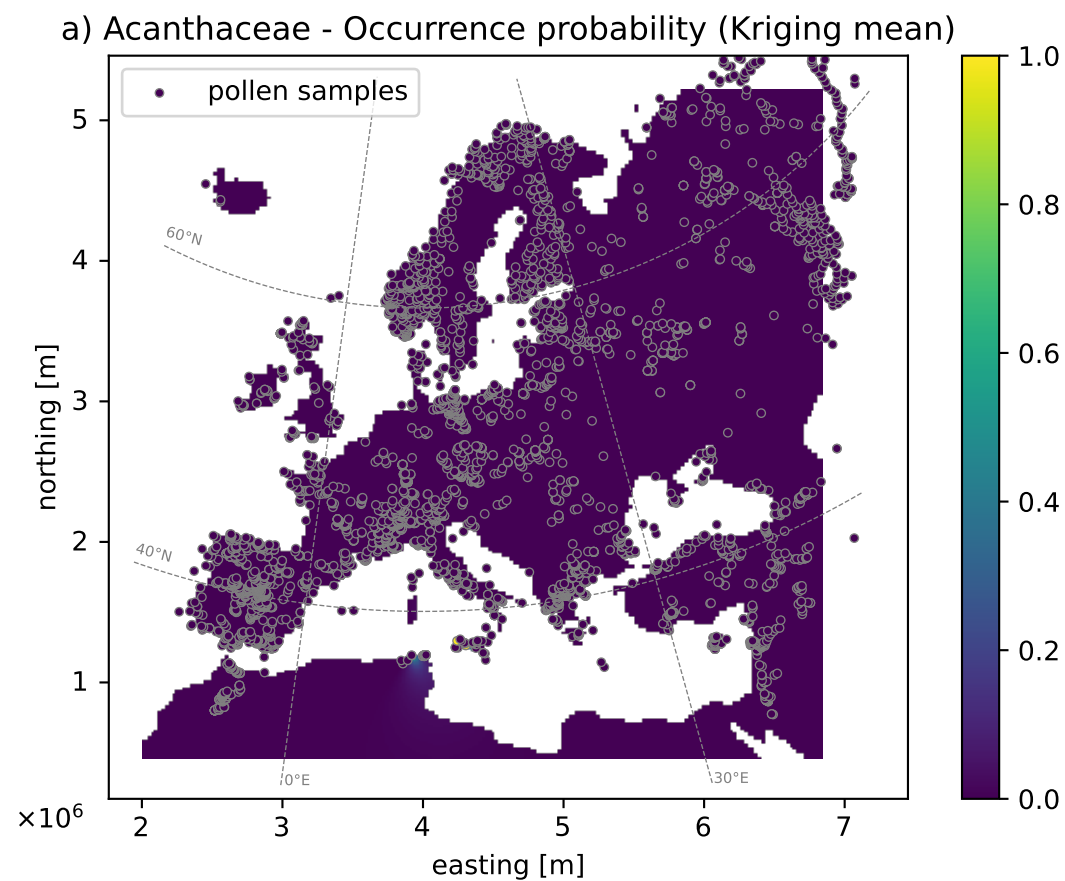 a) Acanthaceae - Occurrence probability (Kriging mean)
pollen samples
1.0
0.8
0.6
0.4
0.2
0.0
5
4
3
2
1
northing [m]
60°N
40°N
0°E
30°E
×10⁶
2 3 4 5 6 7
easting [m]